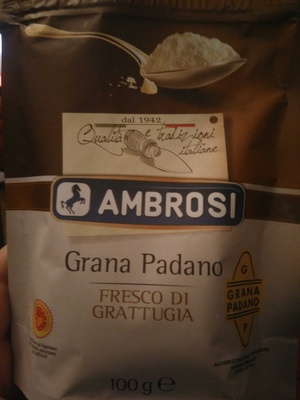 dal 1942
Qualità e tradizioni
italiane
AMBROSI
Grana Padano
FRESCO DI
GRATTUGIA
G
GRANA
PADANO
P
100 g e